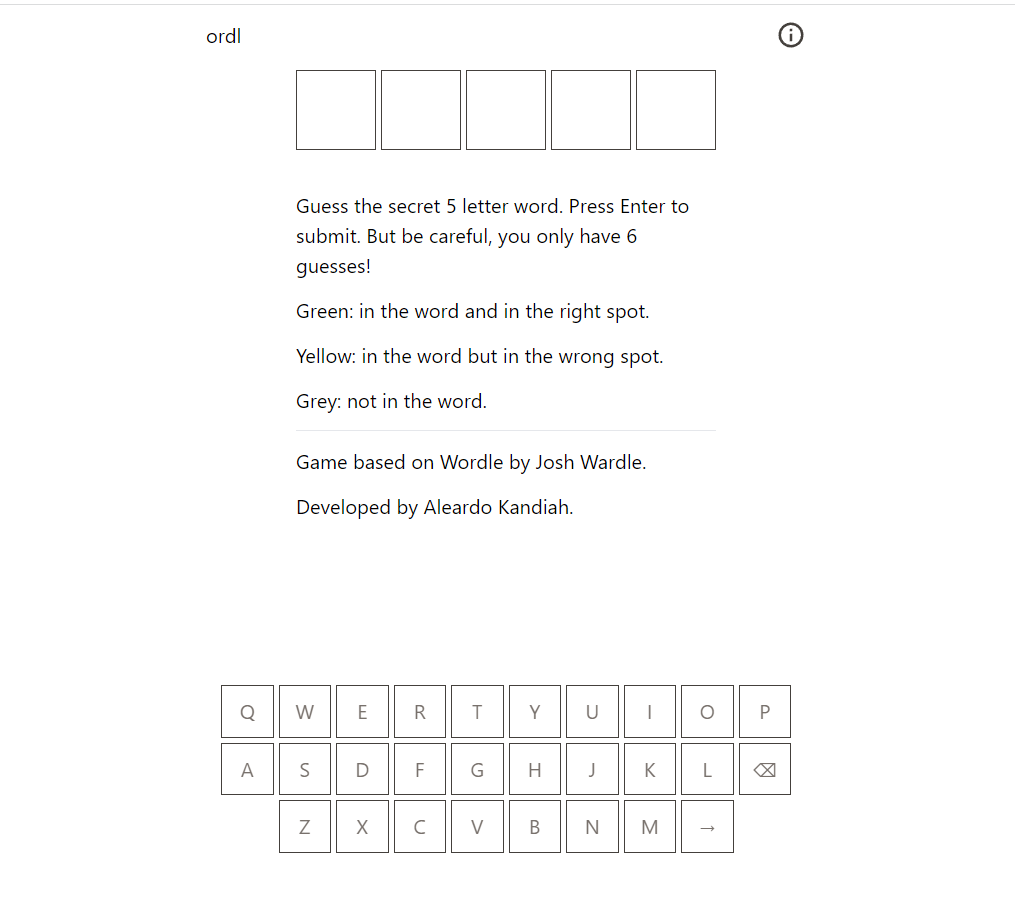 ordl
Guess the secret 5 letter word. Press Enter to
submit. But be careful, you only have 6
guesses!
Green: in the word and in the right spot.
Yellow: in the word but in the wrong spot.
Grey: not in the word.
Game based on Wordle by Josh Wardle.
Developed by Aleardo Kandiah.
Q W E R T Y U I O P
A S D F G H J K L ⌫
Z X C V B N M →